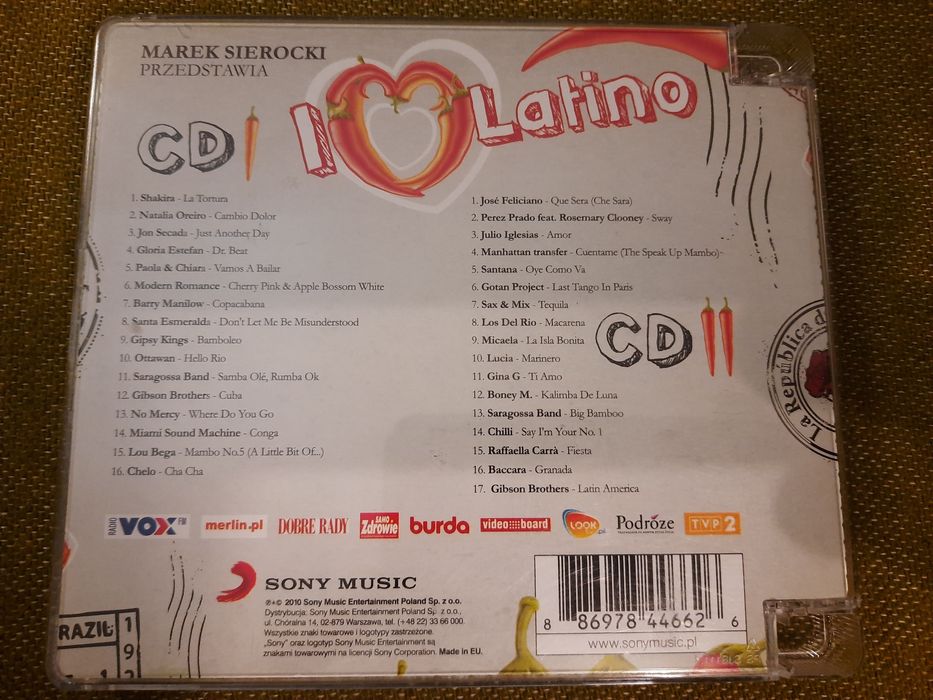 MAREK SIEROCKI
PRZEDSTAWIA
I Latino
CD I
1. Shakira - La Tortura
2. Natalia Oreiro - Cambio Dolor
3. Jon Secada - Just Another Day
4. Gloria Estefan - Dr. Beat
5. Paola & Chiara - Vamos A Bailar
6. Modern Romance - Cherry Pink & Apple Bossom White
7. Barry Manilow - Copacabana
8. Santa Esmeralda - Don't Let Me Be Misunderstood
9. Gipsy Kings - Bamboleo
10. Ottawan - Hello Rio
11. Saragossa Band - Samba Olé, Rumba Ok
12. Gibson Brothers - Cuba
13. No Mercy - Where Do You Go
14. Miami Sound Machine - Conga
15. Lou Bega - Mambo No.5 (A Little Bit Of...)
16. Chelo - Cha Cha
1. José Feliciano - Que Sera (Che Sara)
2. Perez Prado feat. Rosemary Clooney - Sway
3. Julio Iglesias - Amor
4. Manhattan transfer - Cuentame (The Speak Up Mambo)
5. Santana - Oye Como Va
6. Gotan Project - Last Tango In Paris
7. Sax & Mix - Tequila
8. Los Del Rio - Macarena
9. Micaela - La Isla Bonita
10. Lucia - Marinero
11. Gina G - Ti Amo
12. Boney M. - Kalimba De Luna
13. Saragossa Band - Big Bamboo
14. Chilli - Say I'm Your No. 1
15. Raffaella Carrà - Fiesta
16. Baccara - Granada
17. Gibson Brothers - Latin America
CD II
La República d
RADIO VOX FM
merlin.pl
DOBRE RADY
SAMO Zdrowie
burda
video board
LOOK
Podróże
TVP2
SONY MUSIC
℗+© 2010 Sony Music Entertainment Poland Sp. z o.o.
Dystrybucja: Sony Music Entertainment Poland Sp. z o.o.,
ul. Chóralna 14, 02-879 Warszawa, tel. (+48 22) 33 66 000.
Wszystkie znaki towarowe i logotypy zastrzeżone.
„Sony" oraz logotyp Sony Music Entertainment są
znakami towarowymi na licencji Sony Corporation. Made in EU.
8 86978 44662 6
www.sonymusic.pl
RAZIL
1
9